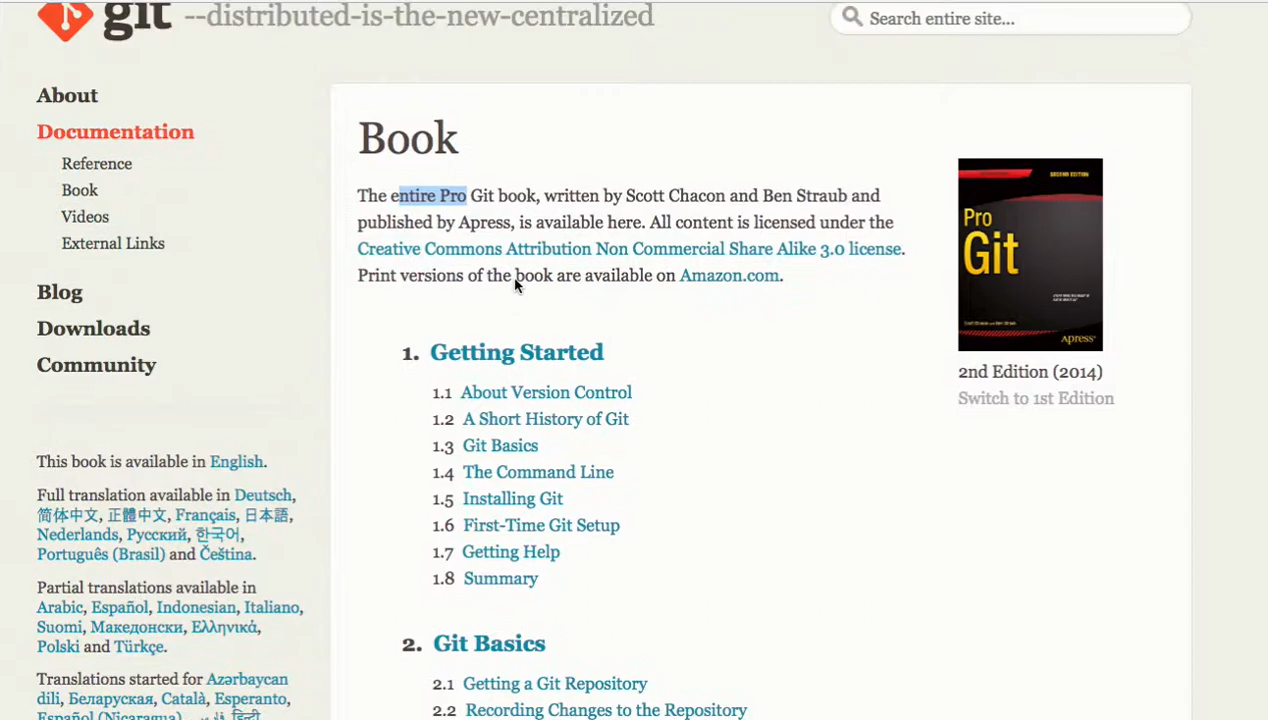 git --distributed-is-the-new-centralized
Search entire site...
About
Documentation
Reference
Book
Videos
External Links
Blog
Downloads
Community
This book is available in English.
Full translation available in Deutsch,
简体中文, 正體中文, Français, 日本語,
Nederlands, Русский, 한국어,
Português (Brasil) and Čeština.
Partial translations available in
Arabic, Español, Indonesian, Italiano,
Suomi, Македонски, Ελληνικά,
Polski and Türkçe.
Translations started for Azərbaycan
dili, Беларуская, Català, Esperanto,
Español (Nicaragua), हिन्दी
Book
The entire Pro Git book, written by Scott Chacon and Ben Straub and
published by Apress, is available here. All content is licensed under the
Creative Commons Attribution Non Commercial Share Alike 3.0 license.
Print versions of the book are available on Amazon.com.
1. Getting Started
1.1 About Version Control
1.2 A Short History of Git
1.3 Git Basics
1.4 The Command Line
1.5 Installing Git
1.6 First-Time Git Setup
1.7 Getting Help
1.8 Summary
2. Git Basics
2.1 Getting a Git Repository
2.2 Recording Changes to the Repository
SECOND EDITION
Pro
Git
Scott Chacon and Ben Straub
Apress®
2nd Edition (2014)
Switch to 1st Edition